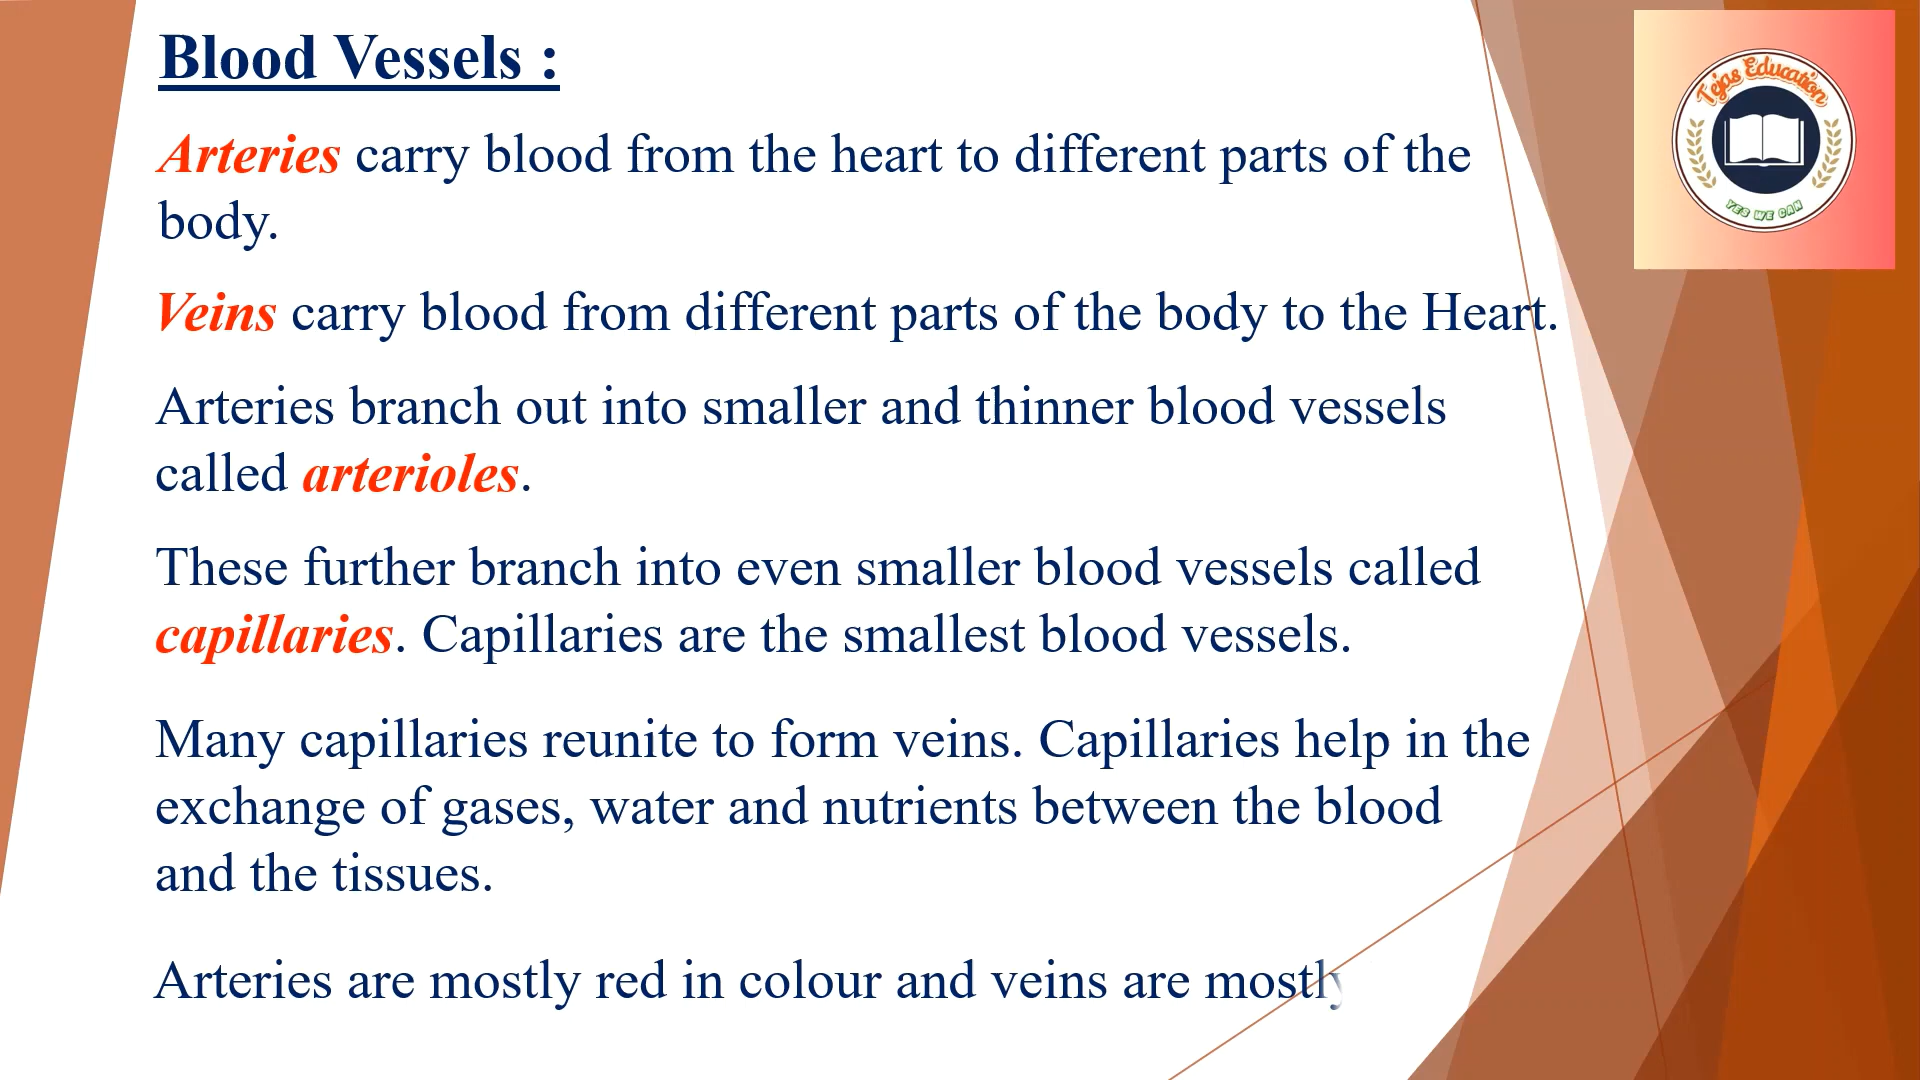 Blood Vessels :
Tejas Education
YES WE CAN
Arteries carry blood from the heart to different parts of the
body.
Veins carry blood from different parts of the body to the Heart.
Arteries branch out into smaller and thinner blood vessels
called arterioles.
These further branch into even smaller blood vessels called
capillaries. Capillaries are the smallest blood vessels.
Many capillaries reunite to form veins. Capillaries help in the
exchange of gases, water and nutrients between the blood
and the tissues.
Arteries are mostly red in colour and veins are mostly